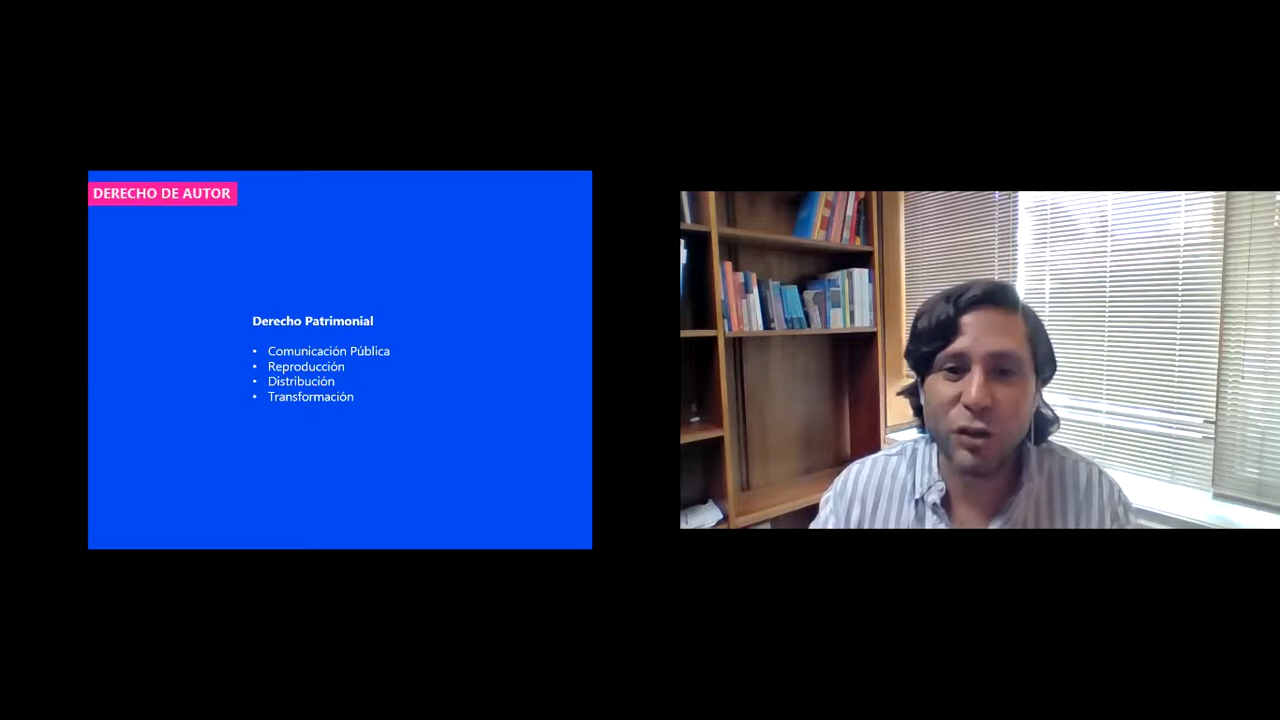 DERECHO DE AUTOR
Derecho Patrimonial
• Comunicación Pública
• Reproducción
• Distribución
• Transformación